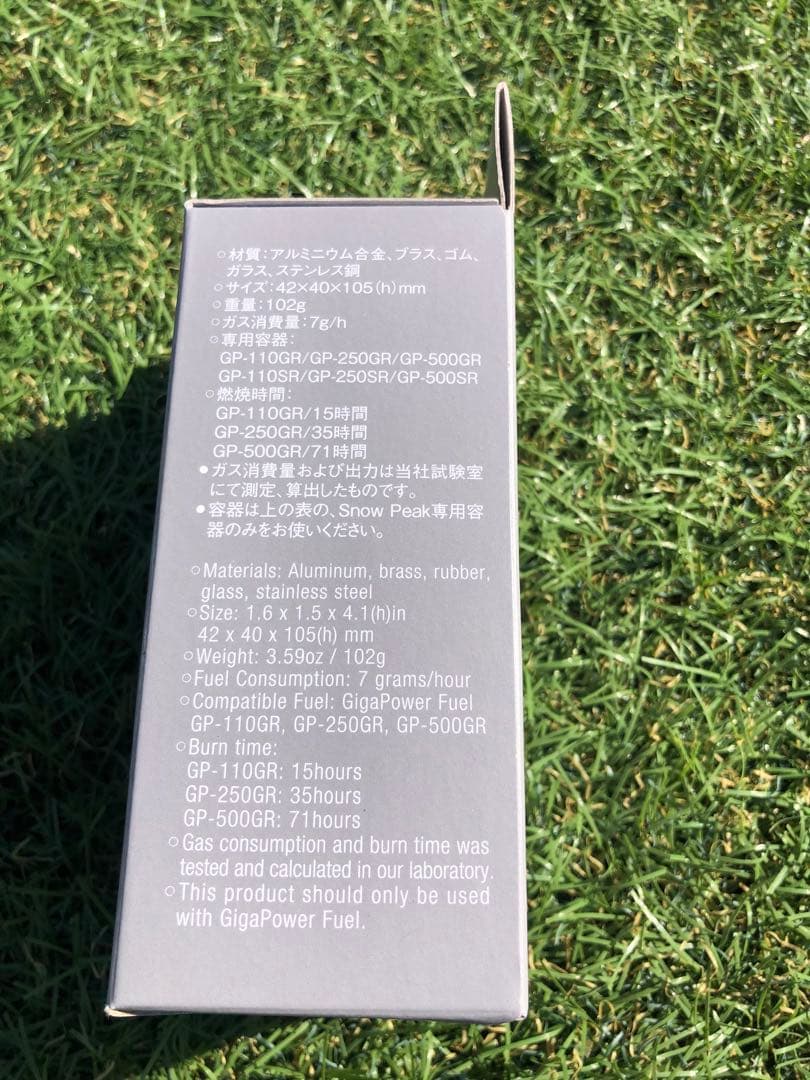 ○材質:アルミニウム合金、ブラス、ゴム、
ガラス、ステンレス鋼
○サイズ:42×40×105(h)mm
○重量:102g
○ガス消費量:7g/h
○専用容器:
GP-110GR/GP-250GR/GP-500GR
GP-110SR/GP-250SR/GP-500SR
○燃焼時間:
GP-110GR/15時間
GP-250GR/35時間
GP-500GR/71時間
●ガス消費量および出力は当社試験室
にて測定、算出したものです。
●容器は上の表の、Snow Peak専用容
器のみをお使いください。
○Materials: Aluminum, brass, rubber,
glass, stainless steel
○Size: 1.6 x 1.5 x 4.1(h)in
42 x 40 x 105(h) mm
○Weight: 3.59oz / 102g
○Fuel Consumption: 7 grams/hour
○Compatible Fuel: GigaPower Fuel
GP-110GR, GP-250GR, GP-500GR
○Burn time:
GP-110GR: 15hours
GP-250GR: 35hours
GP-500GR: 71hours
○Gas consumption and burn time was
tested and calculated in our laboratory.
○This product should only be used
with GigaPower Fuel.